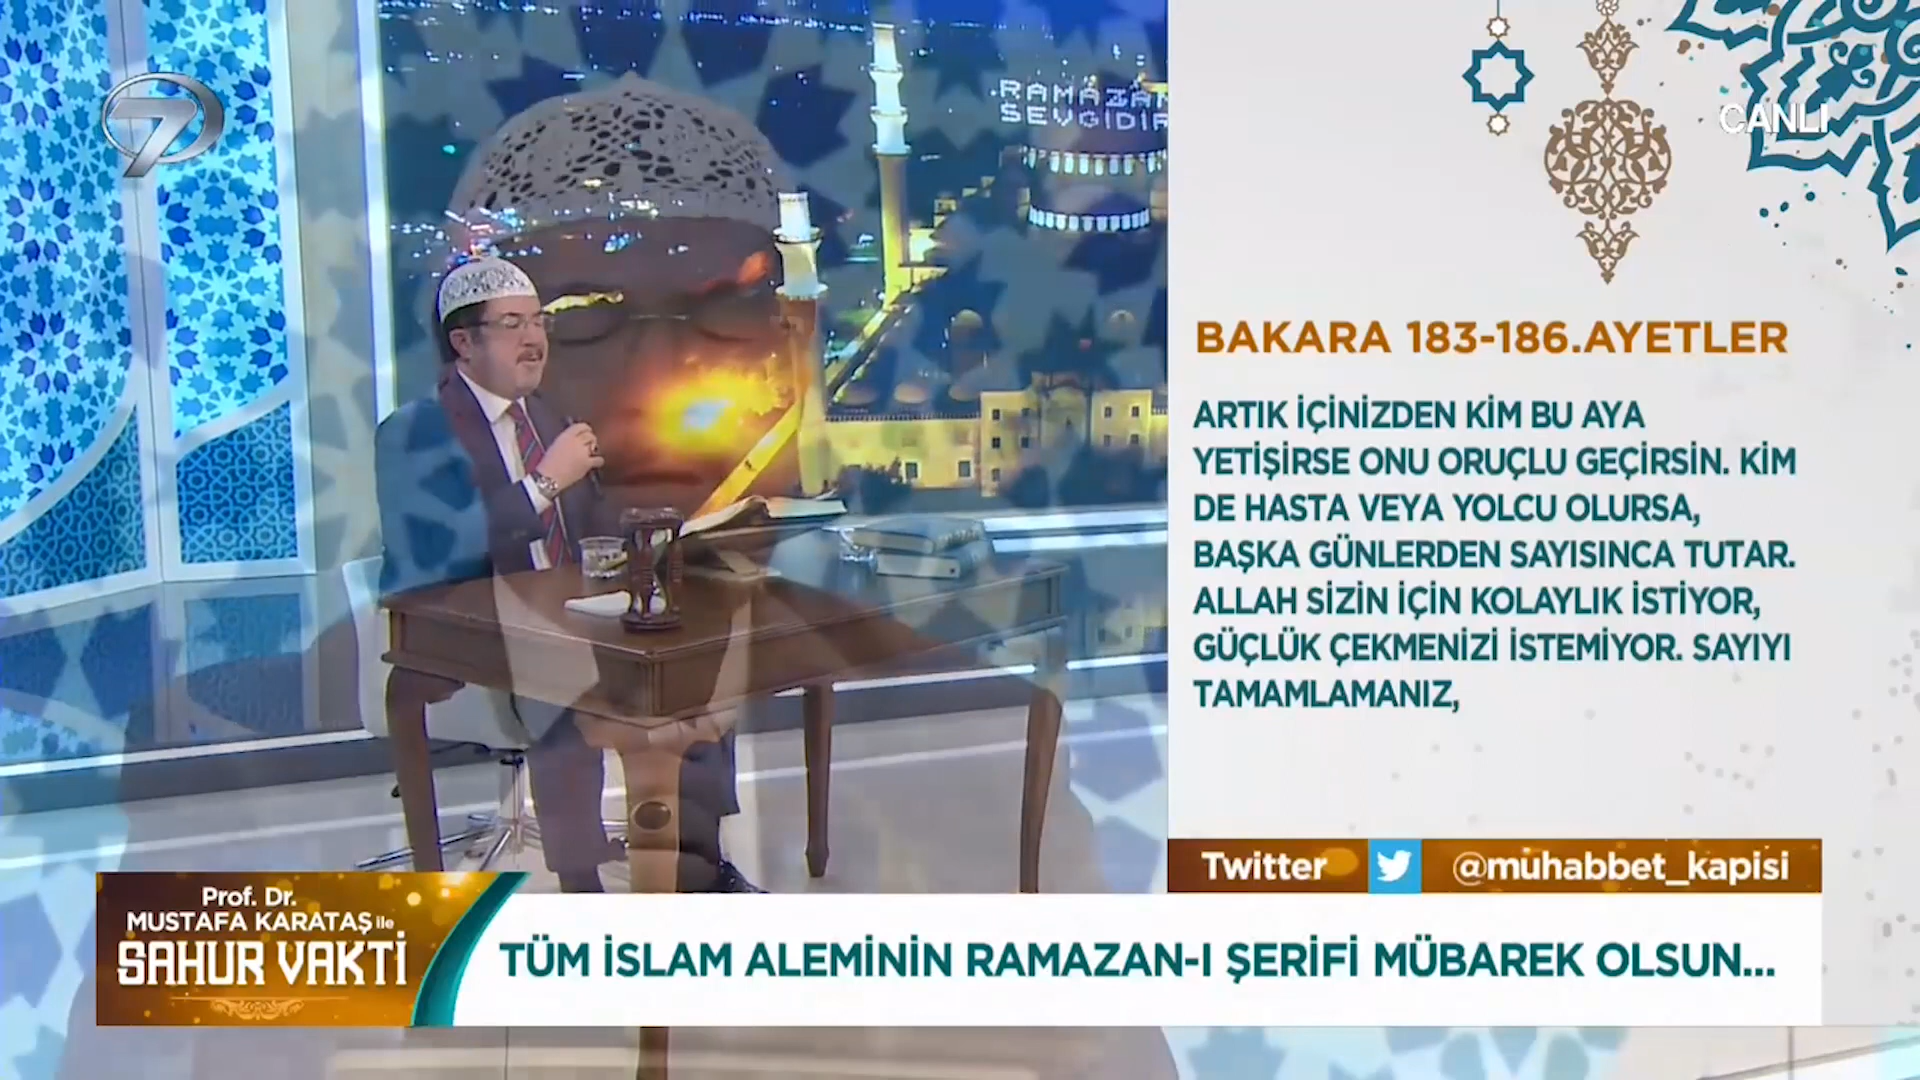 7
RAMAZAN
SEVGİDİR
CANLI
BAKARA 183-186.AYETLER
ARTIK İÇİNİZDEN KİM BU AYA
YETİŞİRSE ONU ORUÇLU GEÇİRSİN. KİM
DE HASTA VEYA YOLCU OLURSA,
BAŞKA GÜNLERDEN SAYISINCA TUTAR.
ALLAH SİZİN İÇİN KOLAYLIK İSTİYOR,
GÜÇLÜK ÇEKMENİZİ İSTEMİYOR. SAYIYI
TAMAMLAMANIZ,
Twitter @muhabbet_kapisi
Prof. Dr.
MUSTAFA KARATAŞ ile
SAHUR VAKTİ
TÜM İSLAM ALEMİNİN RAMAZAN-I ŞERİFİ MÜBAREK OLSUN...